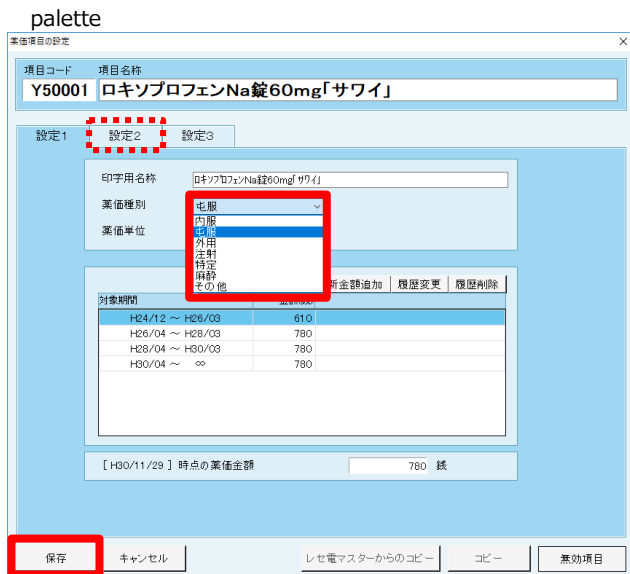 palette
薬価項目の設定
項目コード 項目名称
Y50001 ロキソプロフェンNa錠60mg「サワイ」
設定1 設定2 設定3
印字用名称 ロキソプロフェンNa錠60mg「サワイ」
薬価種別 屯服
内服
薬価単位 屯服
外用
注射
特定
麻酔
その他
新金額追加 履歴変更 履歴削除
対象期間
H24/12 ～ H26/03 610
H26/04 ～ H28/03 780
H28/04 ～ H30/03 780
H30/04 ～ ∞ 780
[ H30/11/29 ] 時点の薬価金額 780 銭
保存 キャンセル レセ電マスターからのコピー コピー 無効項目